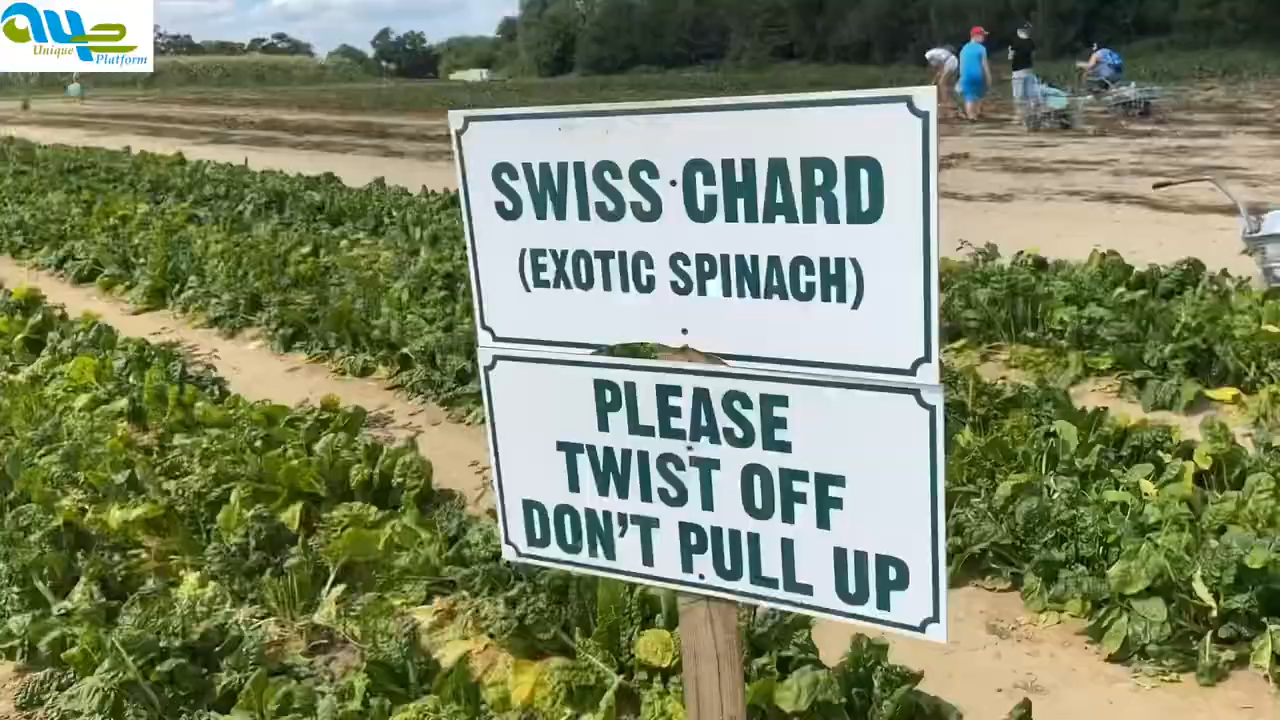 Unique
Platform
SWISS CHARD
(EXOTIC SPINACH)
PLEASE
TWIST OFF
DON'T PULL UP